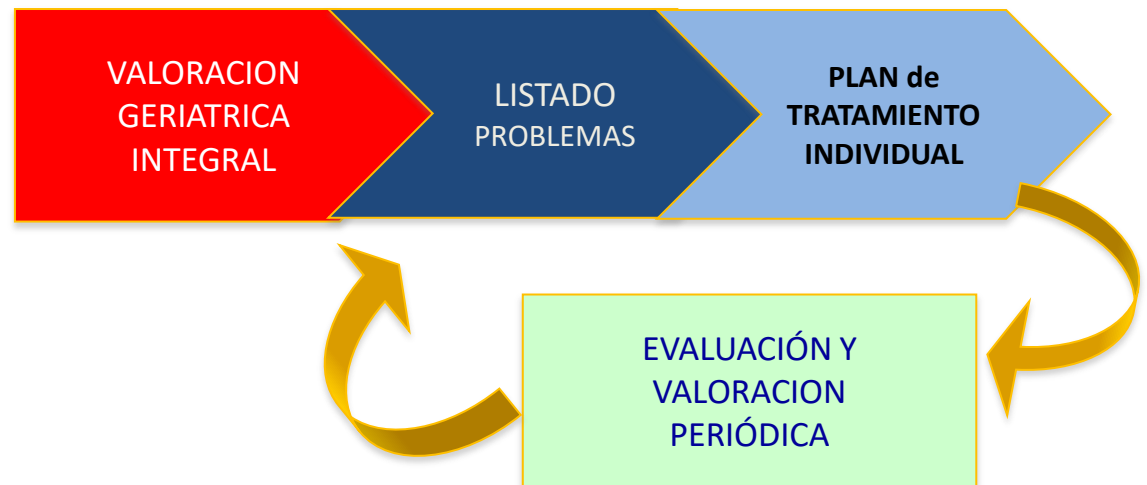 VALORACION
GERIATRICA
INTEGRAL
LISTADO
PROBLEMAS
PLAN de
TRATAMIENTO
INDIVIDUAL
EVALUACIÓN Y
VALORACION
PERIÓDICA